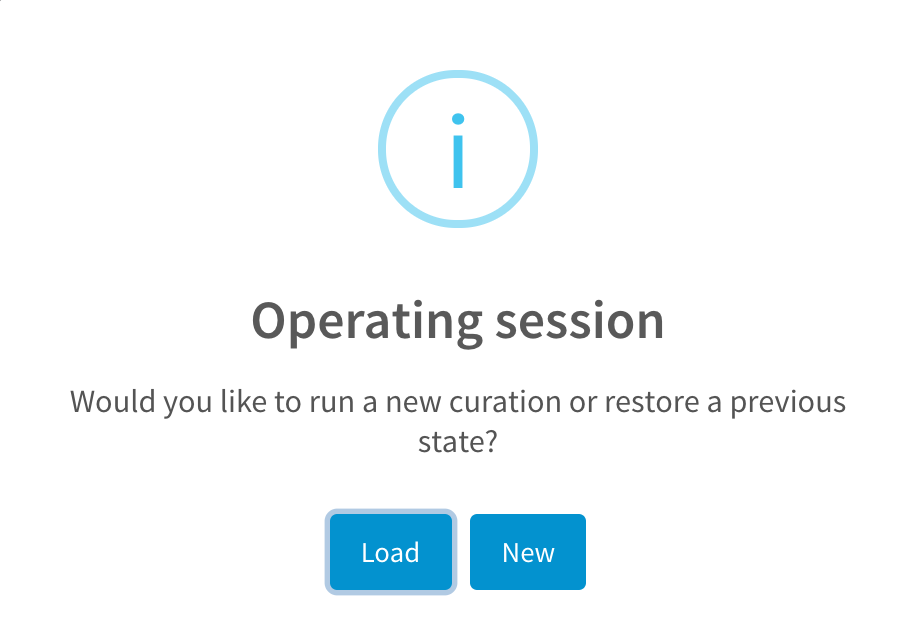 i
Operating session
Would you like to run a new curation or restore a previous
state?
Load
New